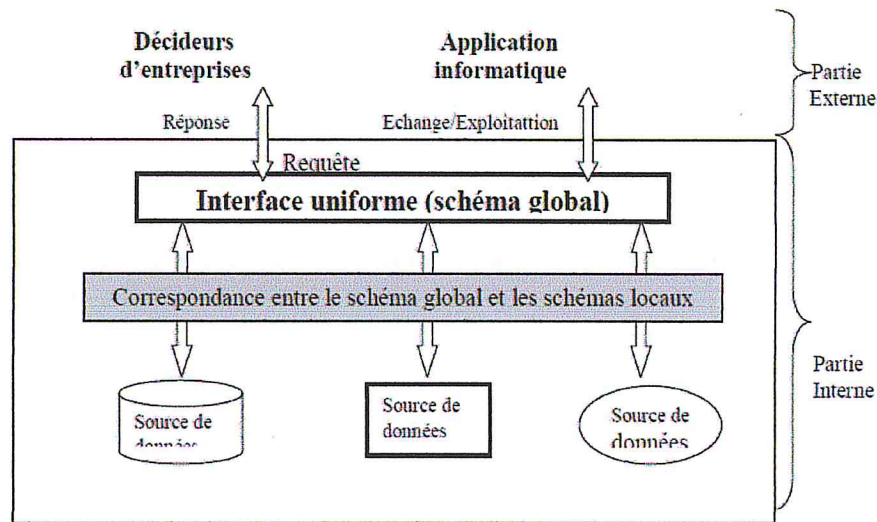 Décideurs
d'entreprises
Application
informatique
Partie
Externe
Réponse
Echange/Exploitattion
Requête
Interface uniforme (schéma global)
Correspondance entre le schéma global et les schémas locaux
Partie
Interne
Source de
données
Source de
données
Source de
données